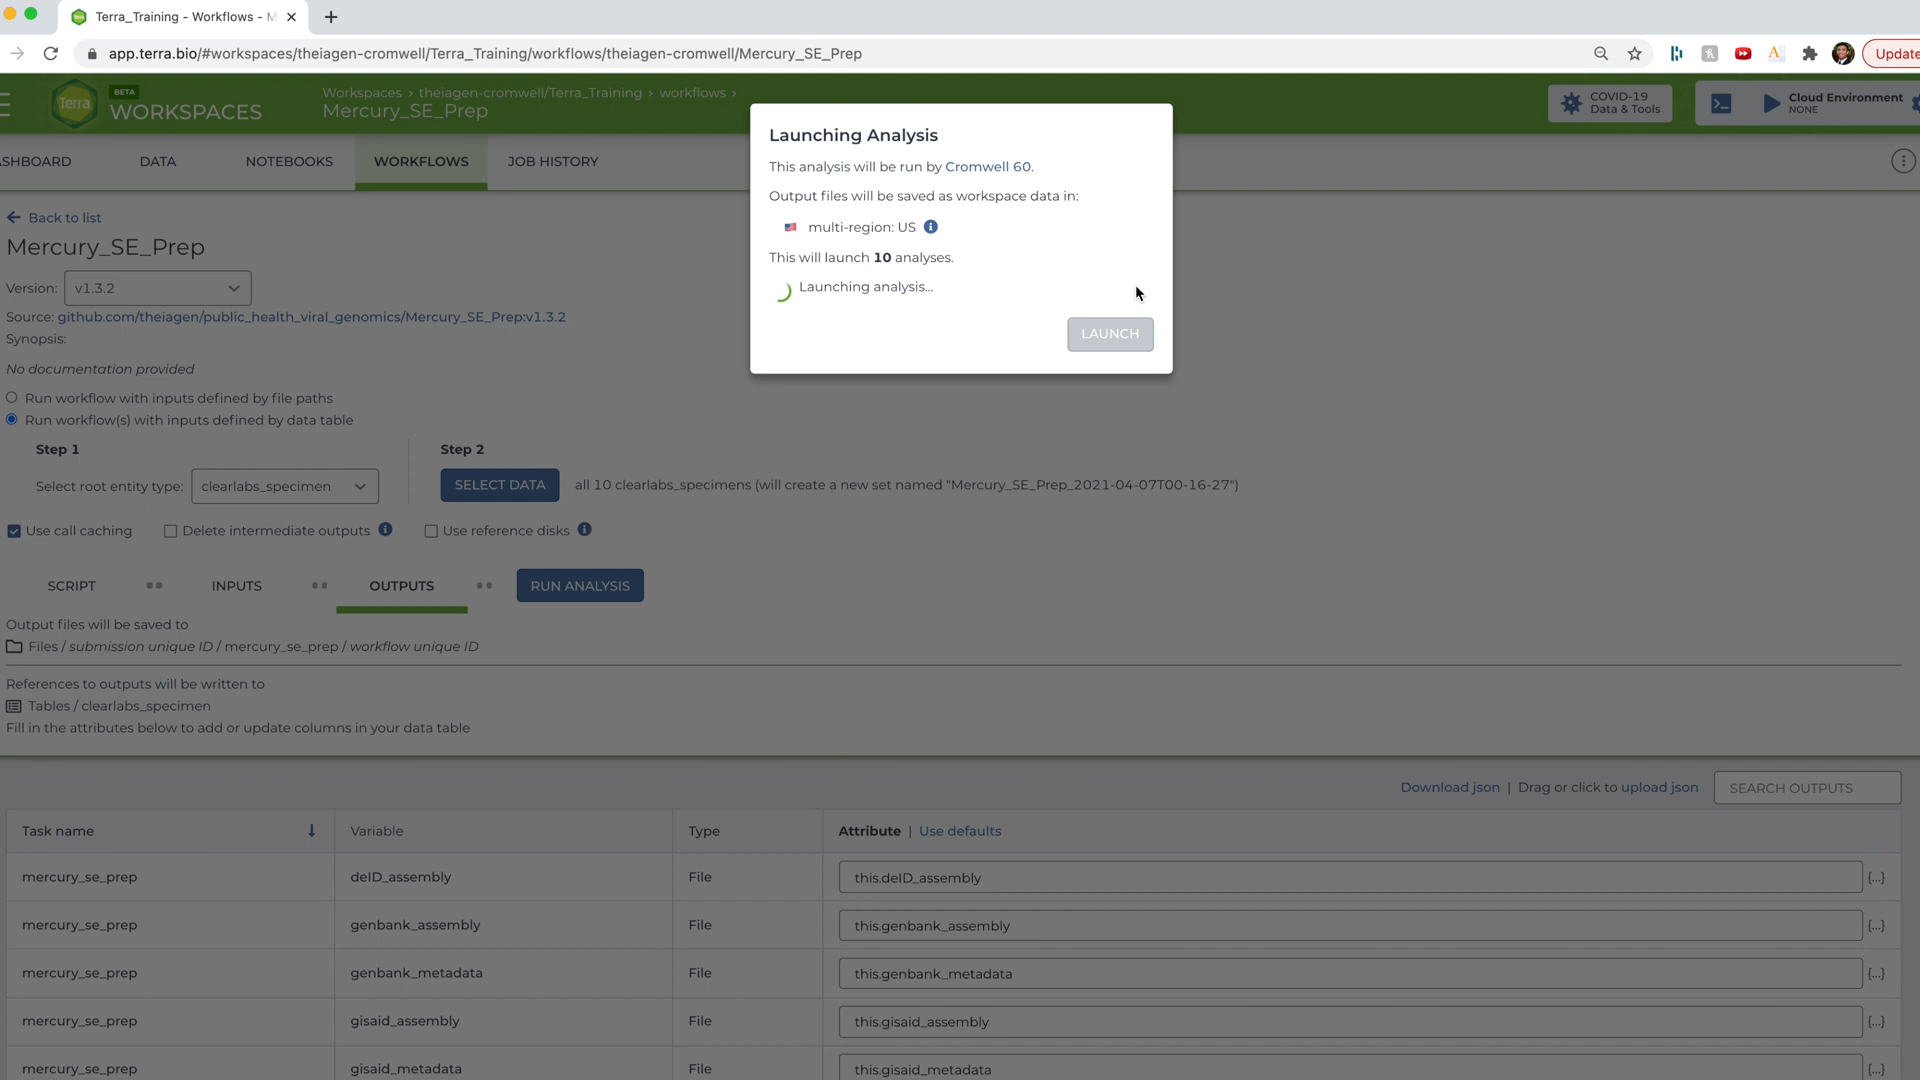 Terra_Training - Workflows - M
app.terra.bio/#workspaces/theiagen-cromwell/Terra_Training/workflows/theiagen-cromwell/Mercury_SE_Prep
Update
Terra
BETA
WORKSPACES
Workspaces › theiagen-cromwell/Terra_Training › workflows ›
Mercury_SE_Prep
COVID-19
Data & Tools
Cloud Environment
NONE
ASHBOARD
DATA
NOTEBOOKS
WORKFLOWS
JOB HISTORY
Launching Analysis
This analysis will be run by Cromwell 60.
Output files will be saved as workspace data in:
multi-region: US
This will launch 10 analyses.
Launching analysis...
LAUNCH
Back to list
Mercury_SE_Prep
Version: v1.3.2
Source: github.com/theiagen/public_health_viral_genomics/Mercury_SE_Prep:v1.3.2
Synopsis:
No documentation provided
Run workflow with inputs defined by file paths
Run workflow(s) with inputs defined by data table
Step 1
Select root entity type: clearlabs_specimen
Step 2
SELECT DATA all 10 clearlabs_specimens (will create a new set named "Mercury_SE_Prep_2021-04-07T00-16-27")
Use call caching Delete intermediate outputs Use reference disks
SCRIPT INPUTS OUTPUTS RUN ANALYSIS
Output files will be saved to
Files / submission unique ID / mercury_se_prep / workflow unique ID
References to outputs will be written to
Tables / clearlabs_specimen
Fill in the attributes below to add or update columns in your data table
Download json | Drag or click to upload json SEARCH OUTPUTS
Task name Variable Type Attribute | Use defaults
mercury_se_prep deID_assembly File this.deID_assembly {...}
mercury_se_prep genbank_assembly File this.genbank_assembly {...}
mercury_se_prep genbank_metadata File this.genbank_metadata {...}
mercury_se_prep gisaid_assembly File this.gisaid_assembly {...}
mercury_se_prep gisaid_metadata File this.gisaid_metadata {...}